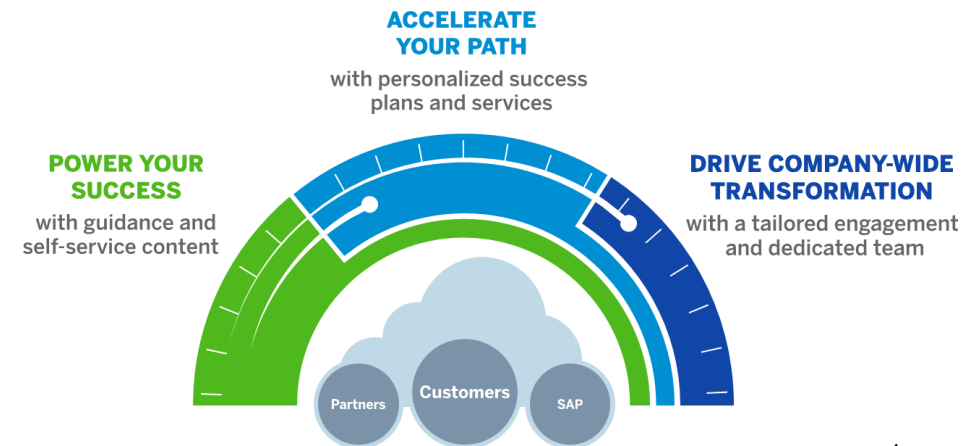 ACCELERATE
YOUR PATH
with personalized success
plans and services
POWER YOUR
SUCCESS
with guidance and
self-service content
DRIVE COMPANY-WIDE
TRANSFORMATION
with a tailored engagement
and dedicated team
Partners
Customers
SAP